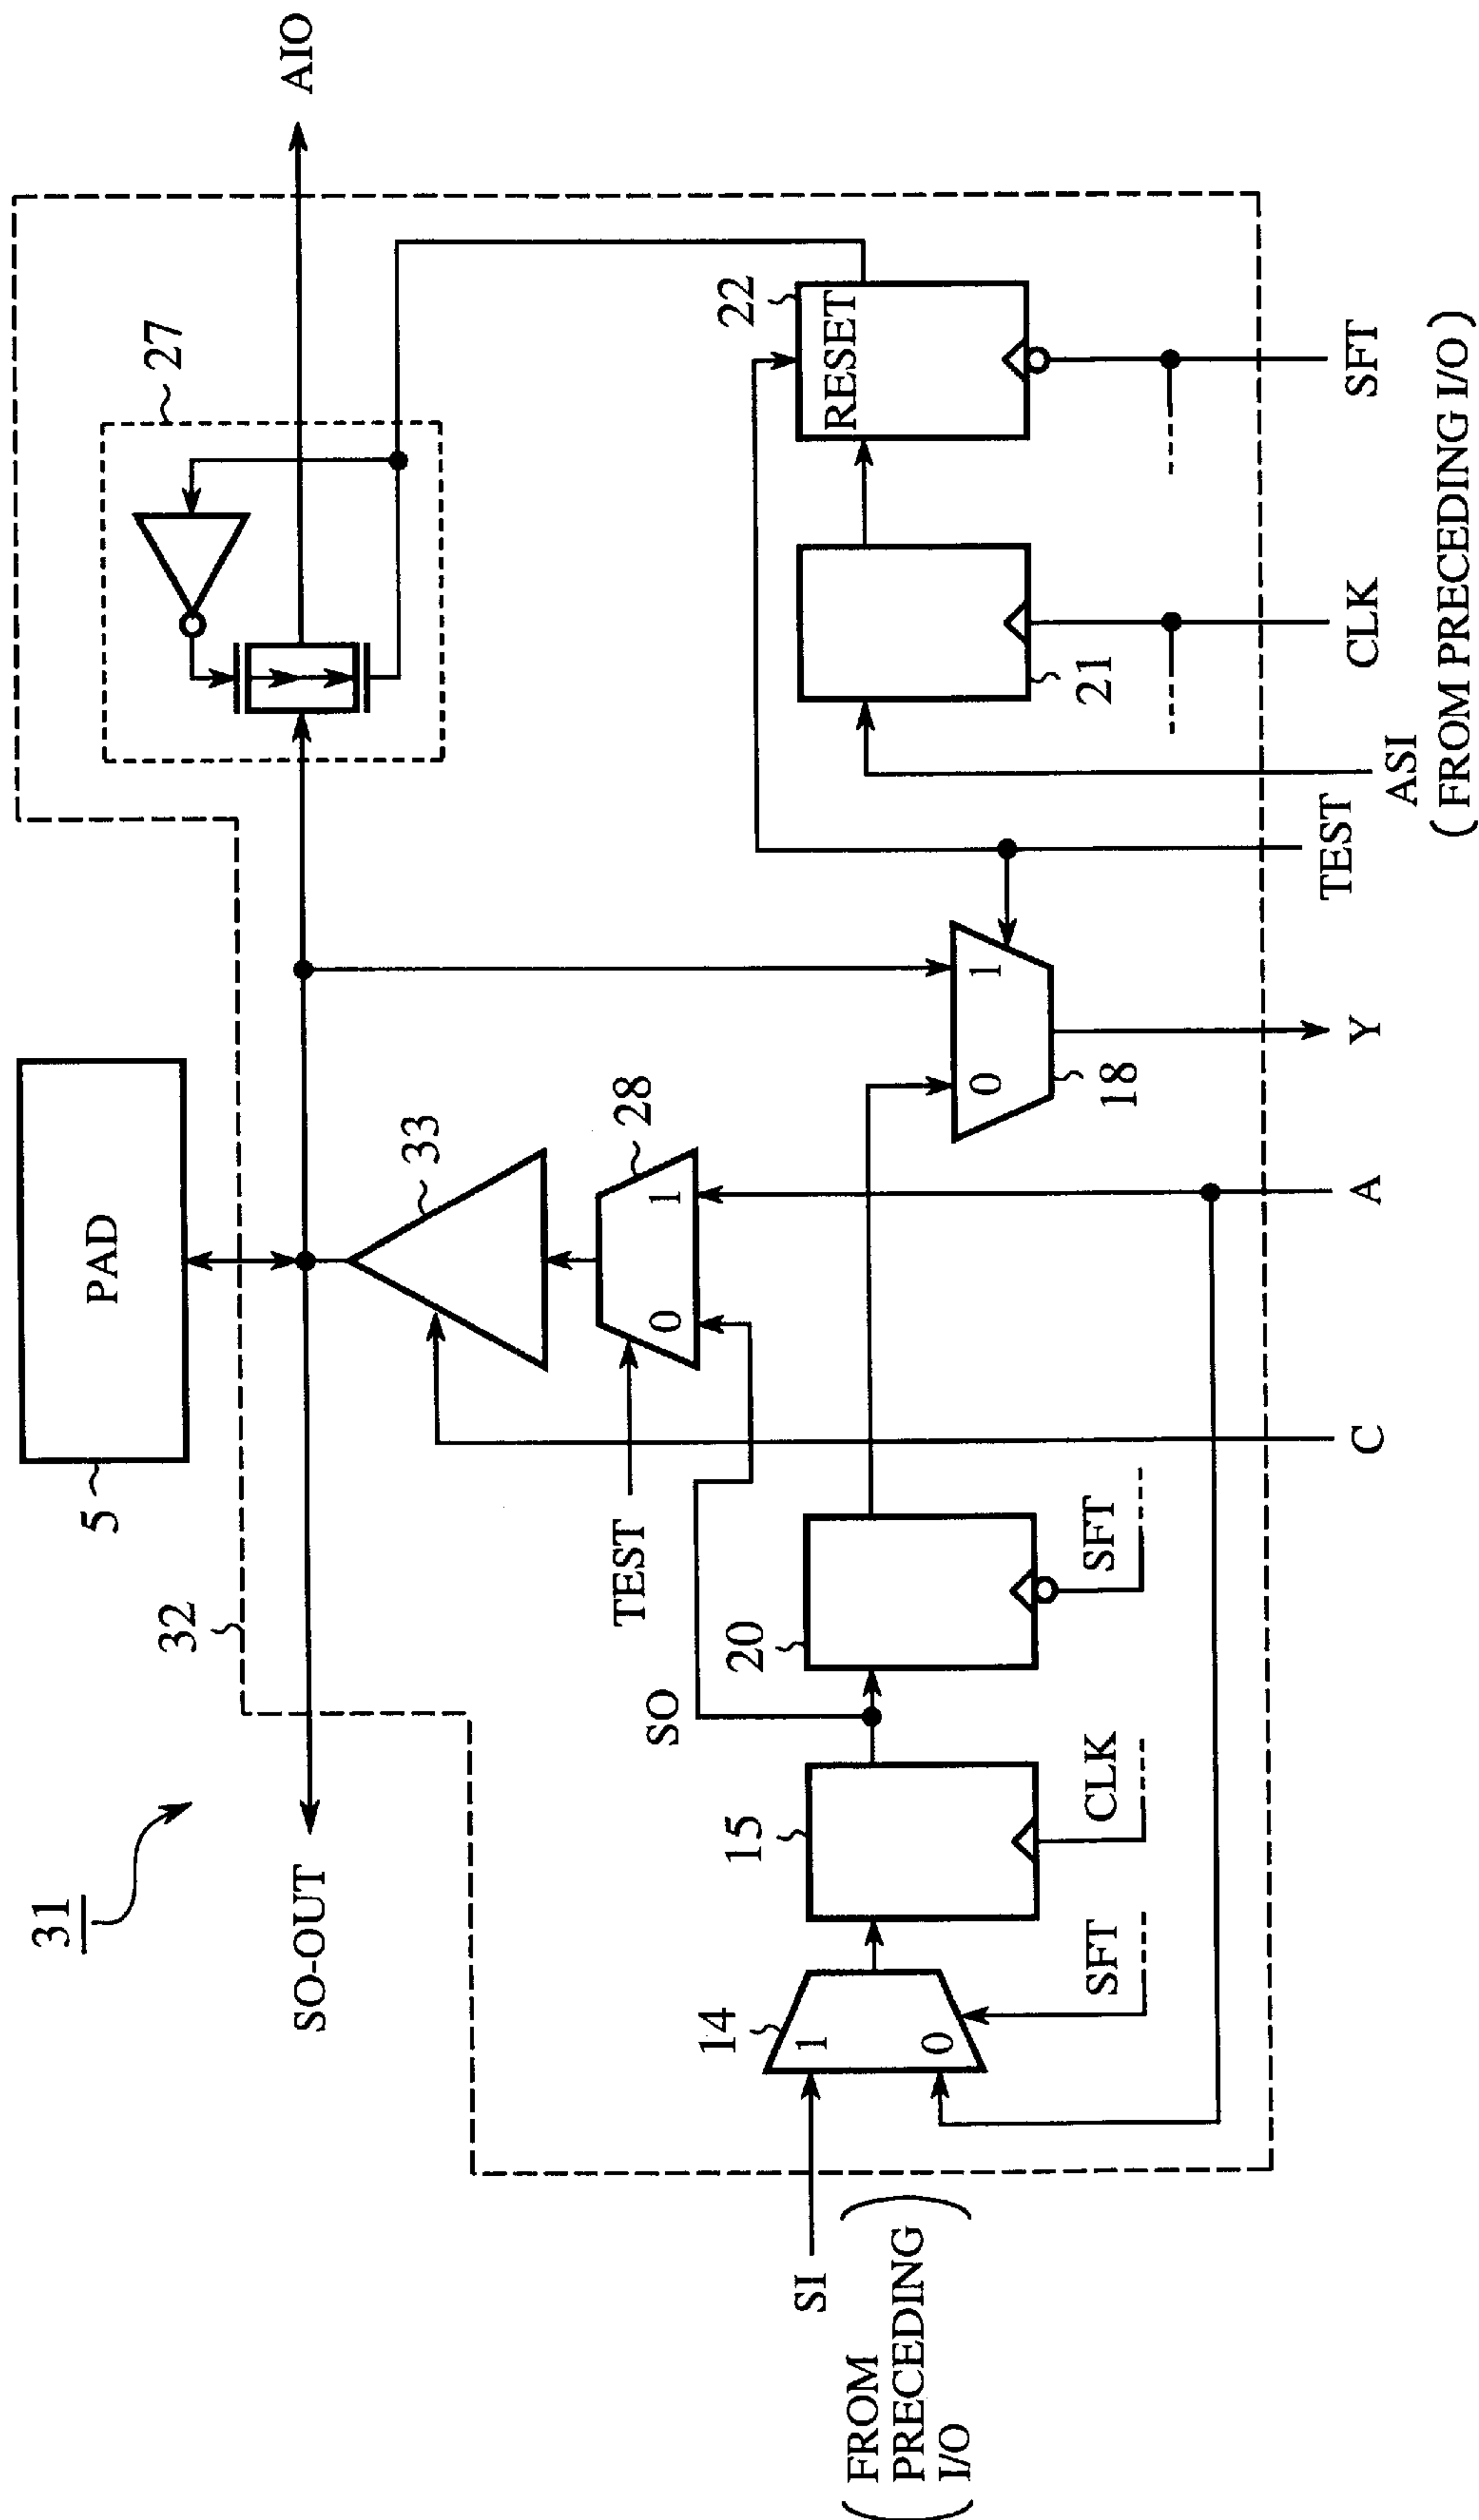 31
5
PAD
32
SO-OUT
AIO
27
33
28
0
1
TEST
SO
C
A
14
1
0
SFT
15
CLK
20
SFT
0
1
18
Y
TEST
21
CLK
22
RESET
SFT
ASI
(FROM PRECEDING I/O)
SI
(FROM
PRECEDING
I/O)